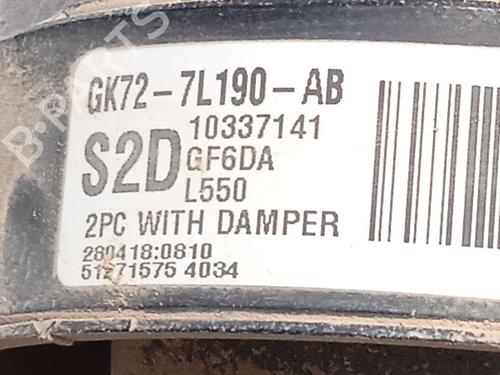 B-PARTS
GK72-7L190-AB
S2D
10337141
GF6DA
L550
2PC WITH DAMPER
280418:0810
51271575 4034